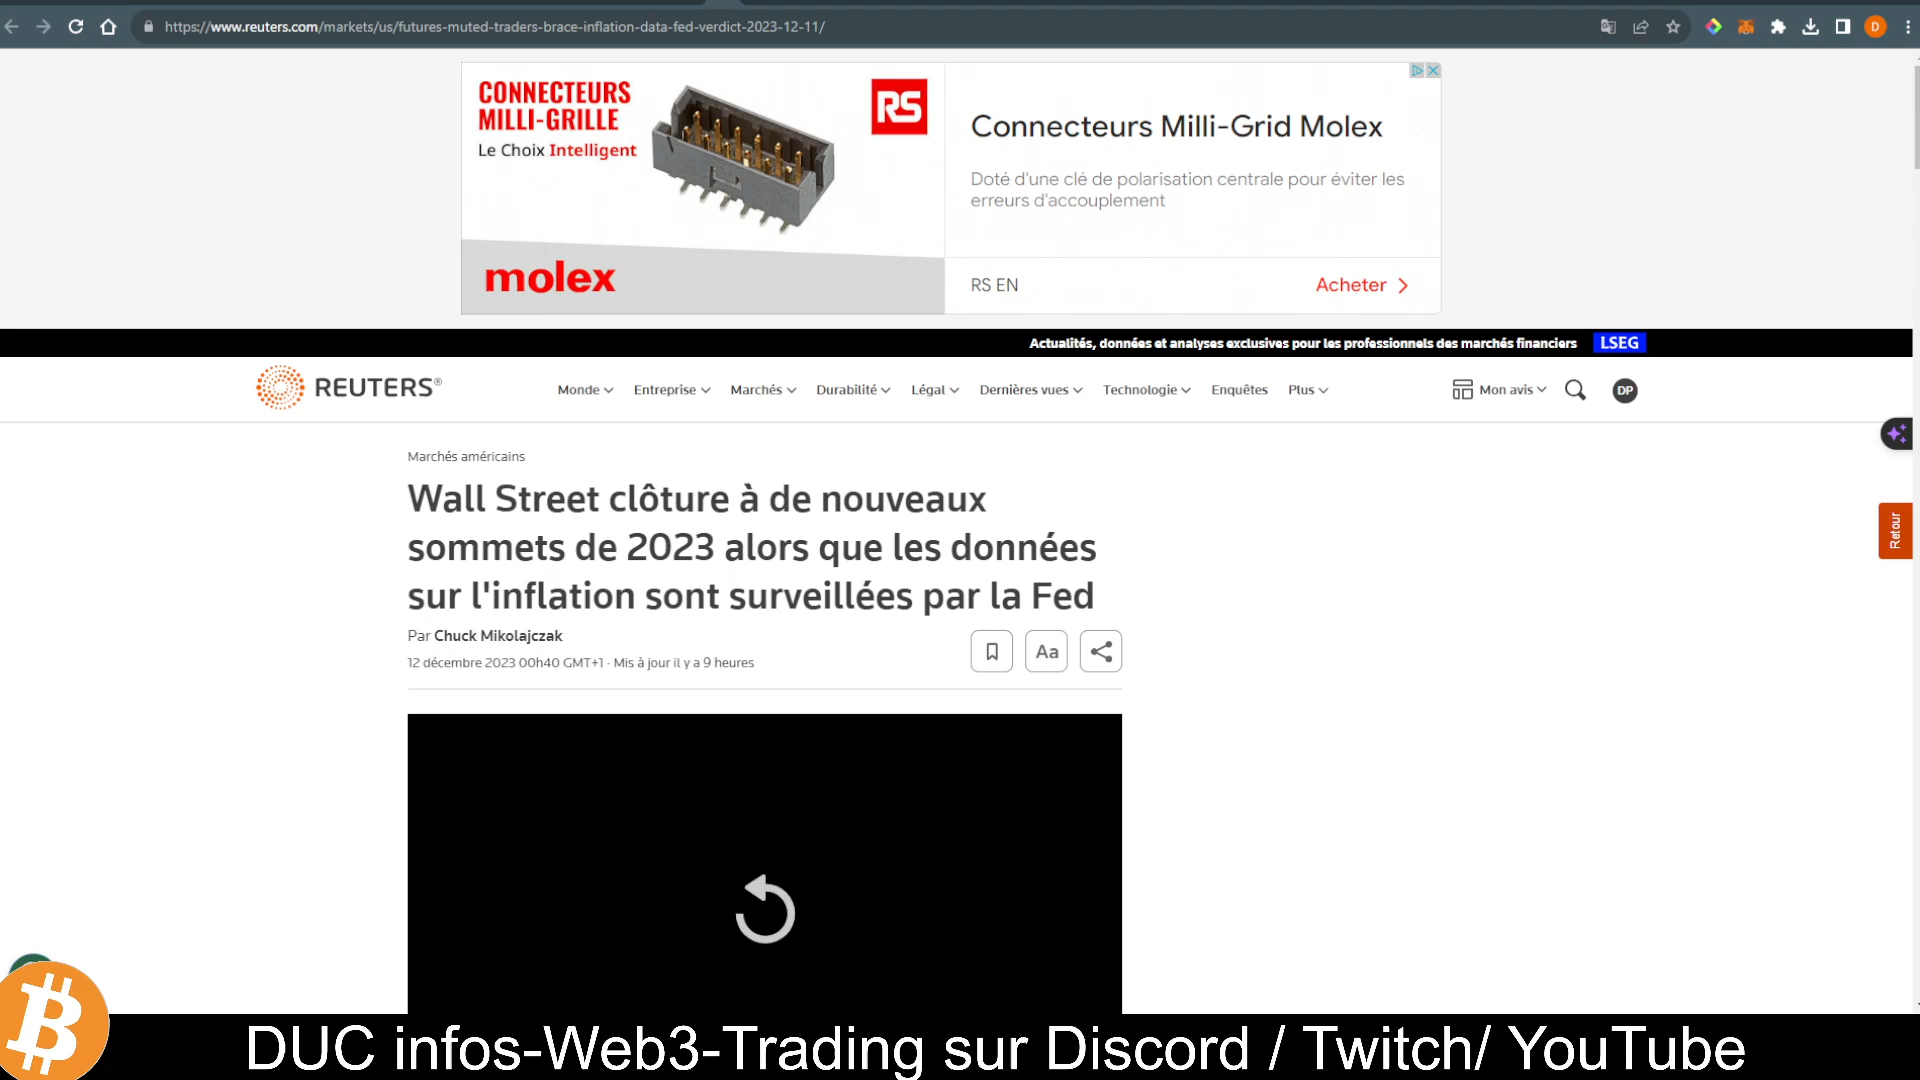 https://www.reuters.com/markets/us/futures-muted-traders-brace-inflation-data-fed-verdict-2023-12-11/
D
CONNECTEURS
MILLI-GRILLE
Le Choix Intelligent
RS
molex
Connecteurs Milli-Grid Molex
Doté d'une clé de polarisation centrale pour éviter les
erreurs d'accouplement
RS EN
Acheter
Actualités, données et analyses exclusives pour les professionnels des marchés financiers LSEG
REUTERS®
Monde Entreprise Marchés Durabilité Légal Dernières vues Technologie Enquêtes Plus
Mon avis
DP
Retour
Marchés américains
Wall Street clôture à de nouveaux
sommets de 2023 alors que les données
sur l'inflation sont surveillées par la Fed
Par Chuck Mikolajczak
12 décembre 2023 00h40 GMT+1 · Mis à jour il y a 9 heures
Aa
DUC infos-Web3-Trading sur Discord / Twitch/ YouTube